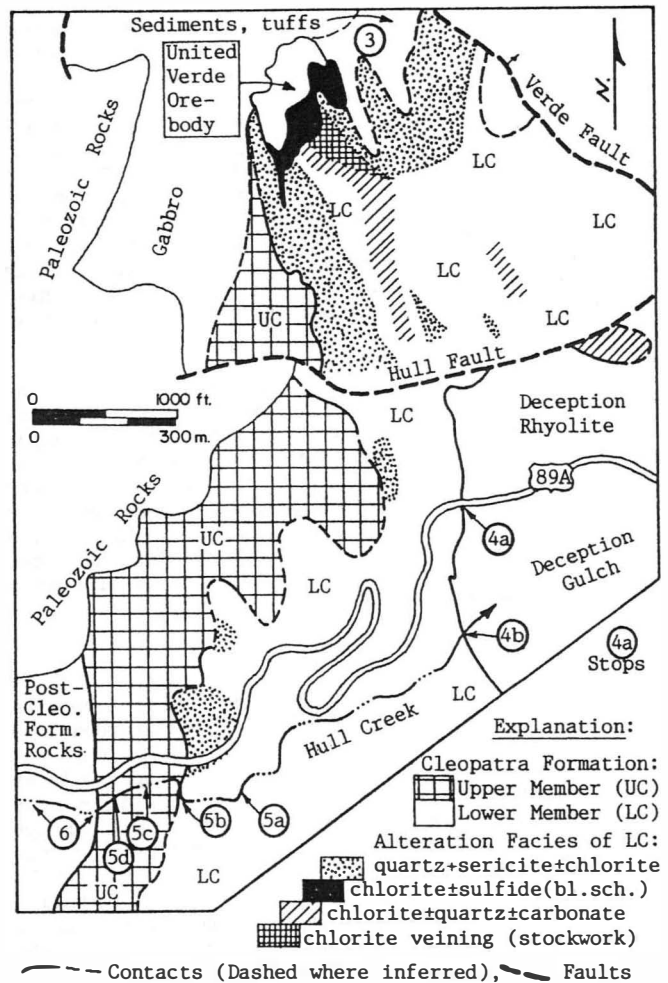 Sediments, tuffs
United
Verde
Ore-
body
3
N.
Verde Fault
Paleozoic Rocks
Gabbro
LC
LC
LC
LC
LC
UC
Hull Fault
0 1000 ft.
0 300 m.
LC
Deception
Rhyolite
89A
Paleozoic Rocks
UC
4a
LC
Deception
Gulch
4b
4a
Stops
Post-
Cleo.
Form.
Rocks
LC
Hull Creek
6
5d
5c
5b
5a
UC
LC
Explanation:
Cleopatra Formation:
Upper Member (UC)
Lower Member (LC)
Alteration Facies of LC:
quartz+sericite±chlorite
chlorite±sulfide(bl.sch.)
chlorite±quartz±carbonate
chlorite veining (stockwork)
Contacts (Dashed where inferred), Faults